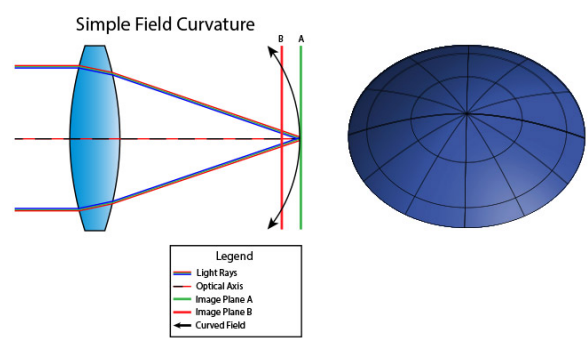 Simple Field Curvature
B A
Legend
Light Rays
Optical Axis
Image Plane A
Image Plane B
Curved Field